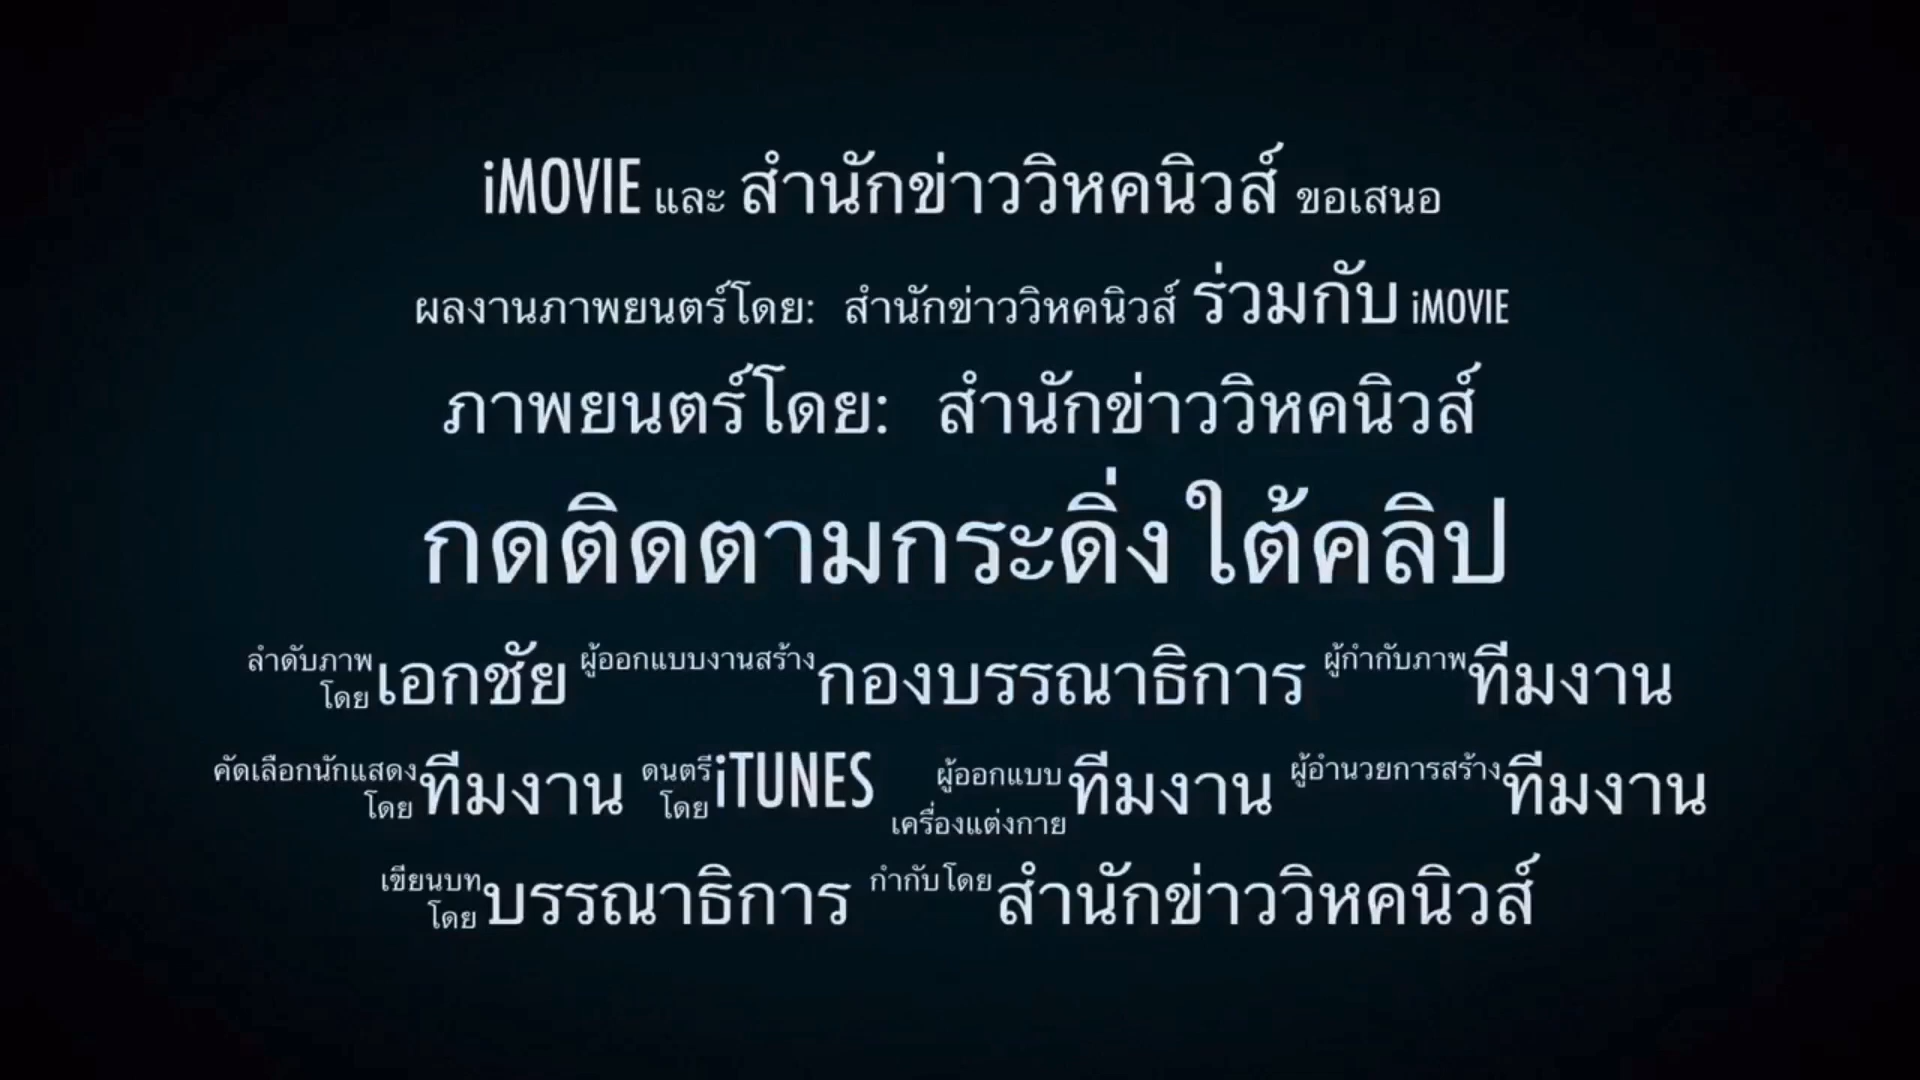 iMOVIE และ สำนักข่าววิหคนิวส์ ขอเสนอ
ผลงานภาพยนตร์โดย: สำนักข่าววิหคนิวส์ ร่วมกับ iMOVIE
ภาพยนตร์โดย: สำนักข่าววิหคนิวส์
กดติดตามกระดิ่งใต้คลิป
ลำดับภาพโดย เอกชัย ผู้ออกแบบงานสร้าง กองบรรณาธิการ ผู้กำกับภาพ ทีมงาน
คัดเลือกนักแสดงโดย ทีมงาน ดนตรีโดย iTUNES ผู้ออกแบบเครื่องแต่งกาย ทีมงาน ผู้อำนวยการสร้าง ทีมงาน
เขียนบทโดย บรรณาธิการ กำกับโดย สำนักข่าววิหคนิวส์